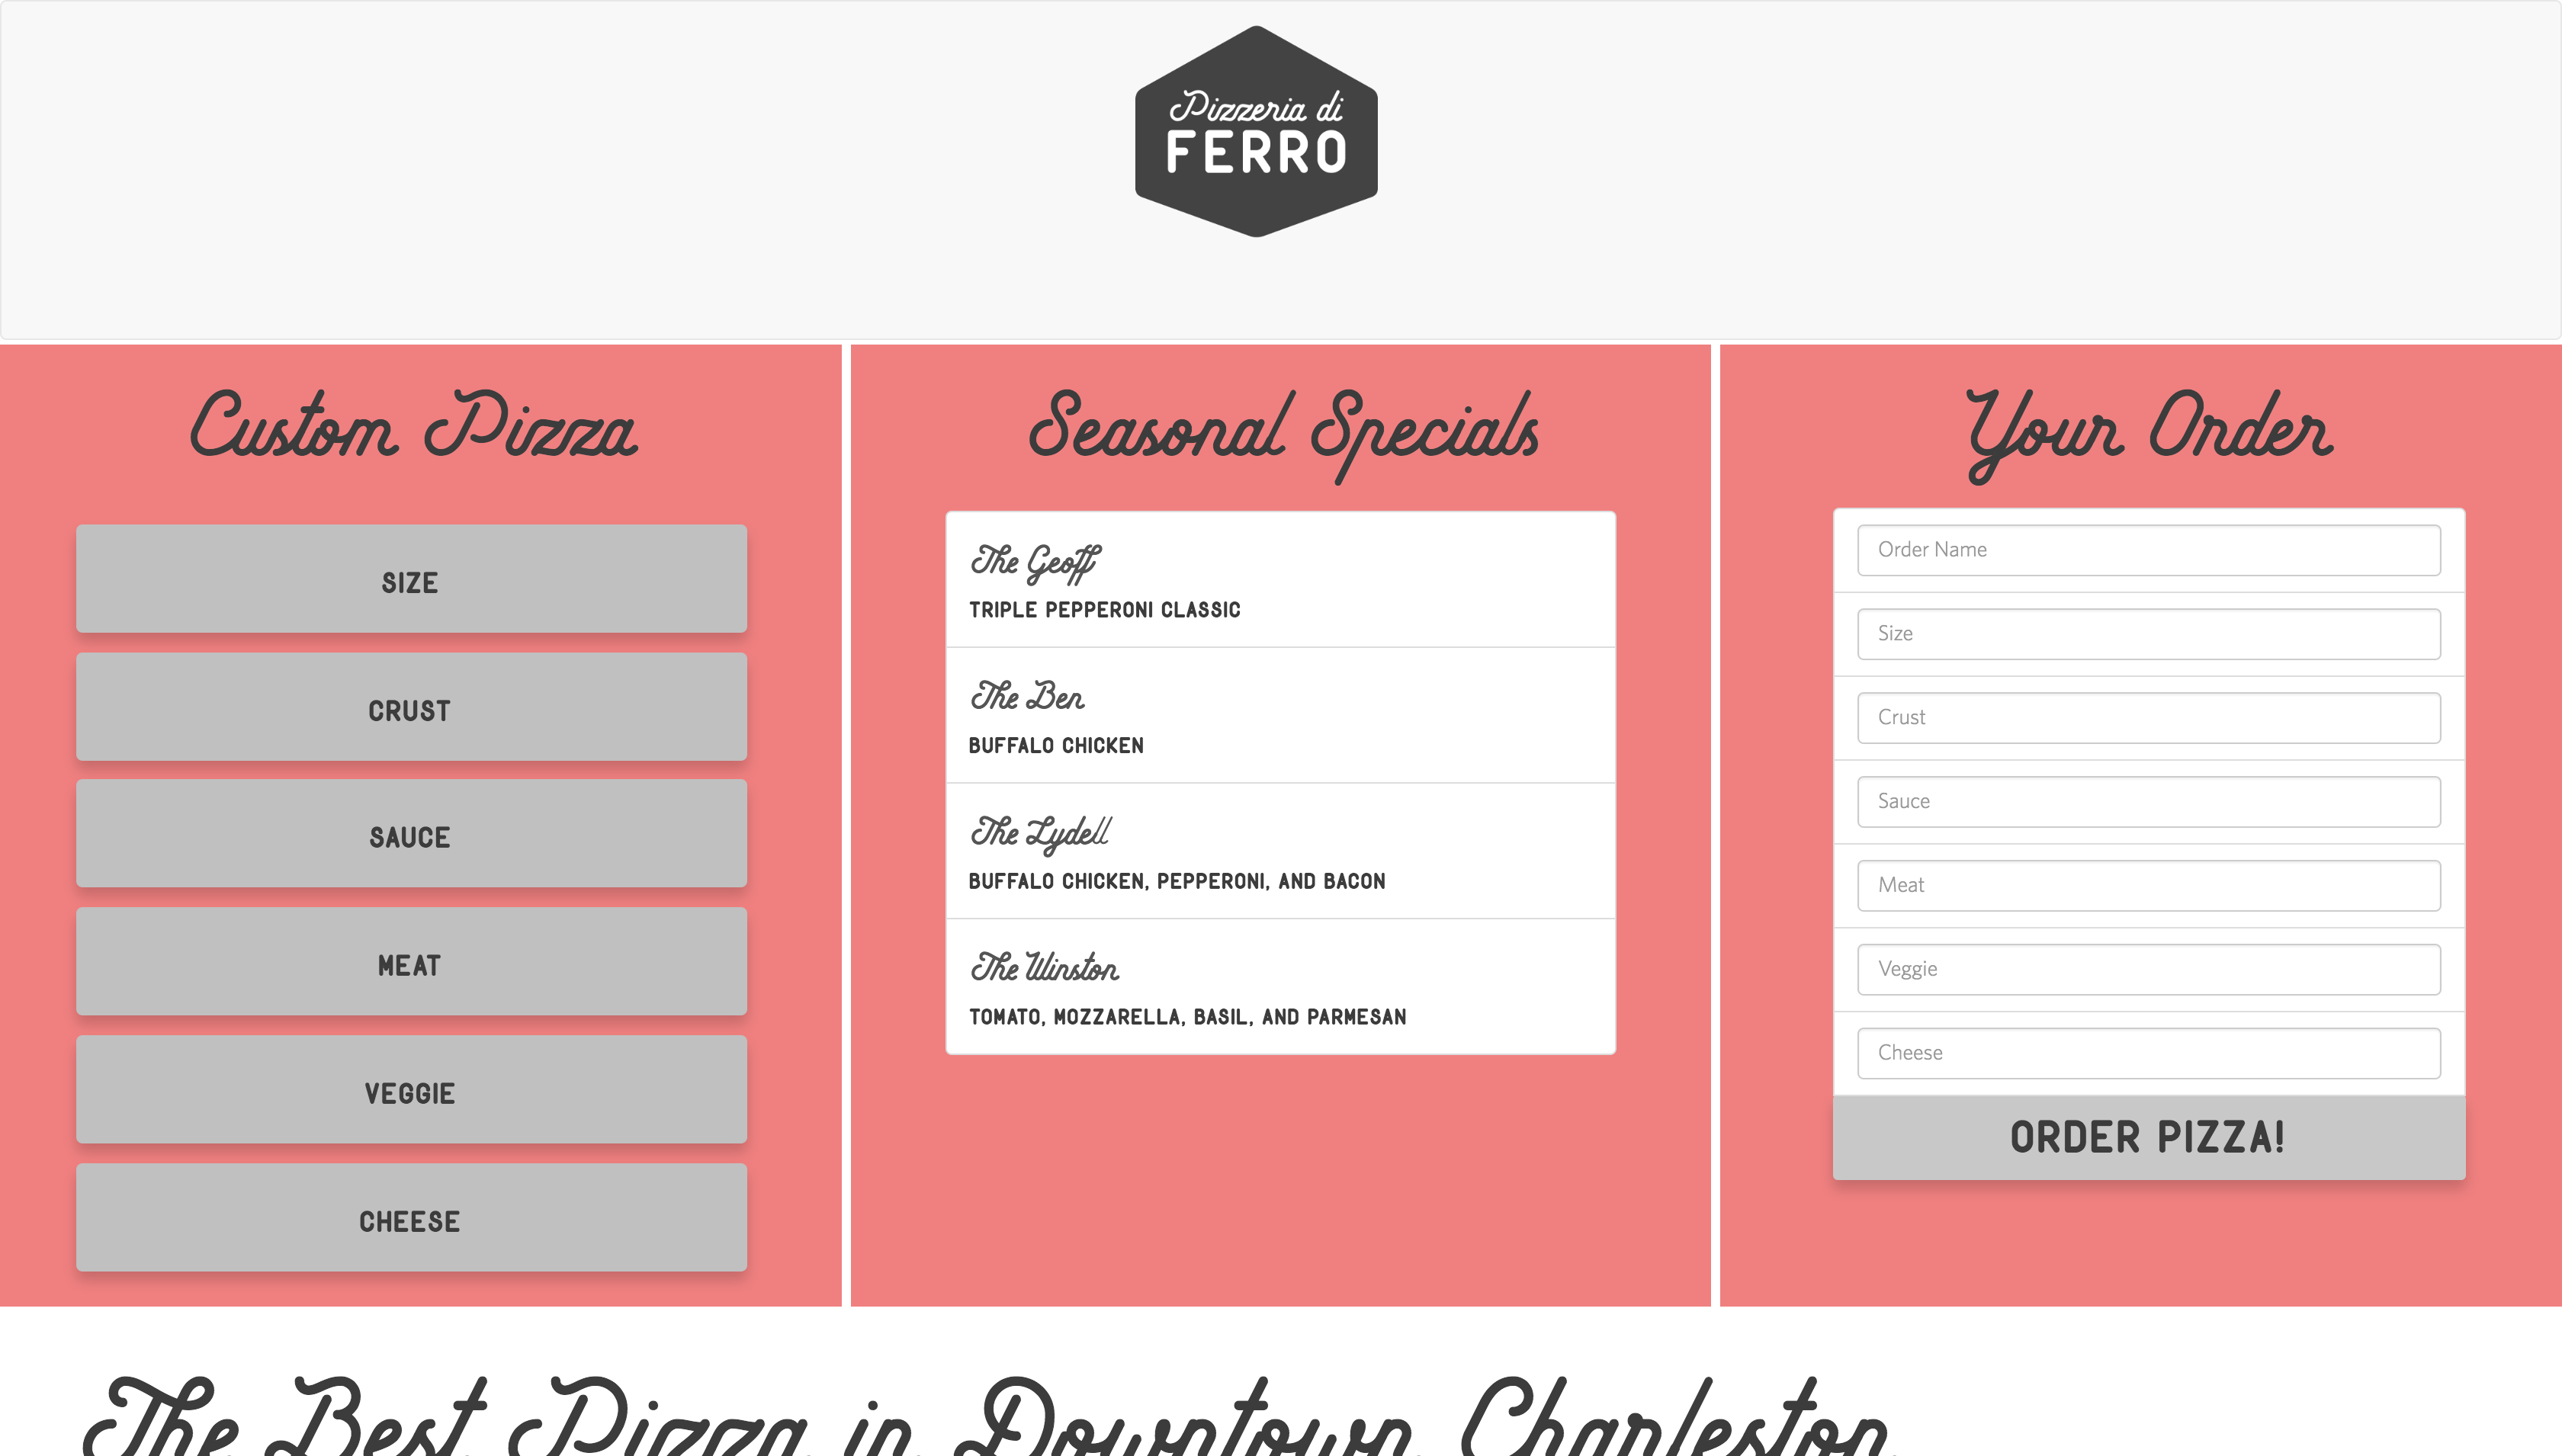 Pizzeria di
FERRO
Custom Pizza
SIZE
CRUST
SAUCE
MEAT
VEGGIE
CHEESE
Seasonal Specials
The Geoff
TRIPLE PEPPERONI CLASSIC
The Ben
BUFFALO CHICKEN
The Lydell
BUFFALO CHICKEN, PEPPERONI, AND BACON
The Winston
TOMATO, MOZZARELLA, BASIL, AND PARMESAN
Your Order
Order Name
Size
Crust
Sauce
Meat
Veggie
Cheese
ORDER PIZZA!
The Best Pizza in Downtown Charleston